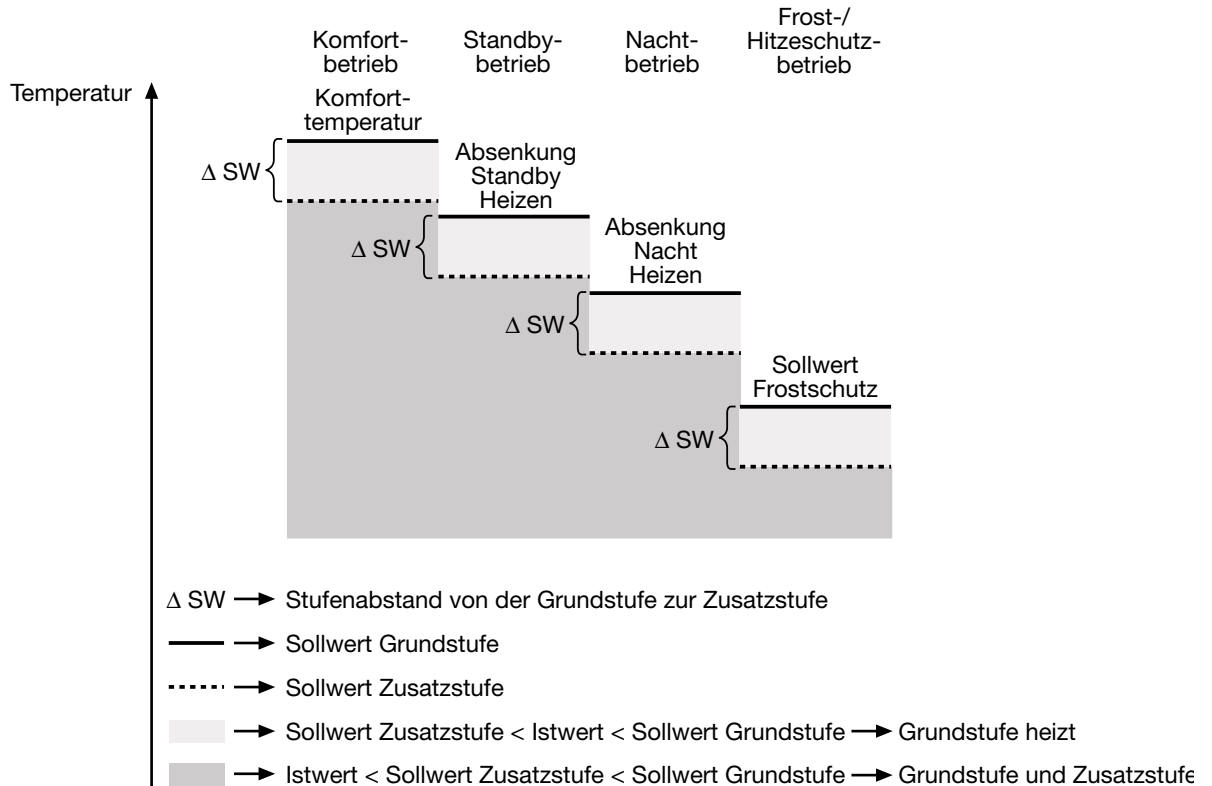 Komfort-
betrieb
Standby-
betrieb
Nacht-
betrieb
Frost-/
Hitzeschutz-
betrieb
Temperatur
Komfort-
temperatur
Δ SW
Absenkung
Standby
Heizen
Δ SW
Absenkung
Nacht
Heizen
Δ SW
Sollwert
Frostschutz
Δ SW
Δ SW → Stufenabstand von der Grundstufe zur Zusatzstufe
→ Sollwert Grundstufe
→ Sollwert Zusatzstufe
→ Sollwert Zusatzstufe < Istwert < Sollwert Grundstufe → Grundstufe heizt
→ Istwert < Sollwert Zusatzstufe < Sollwert Grundstufe → Grundstufe und Zusatzstufe